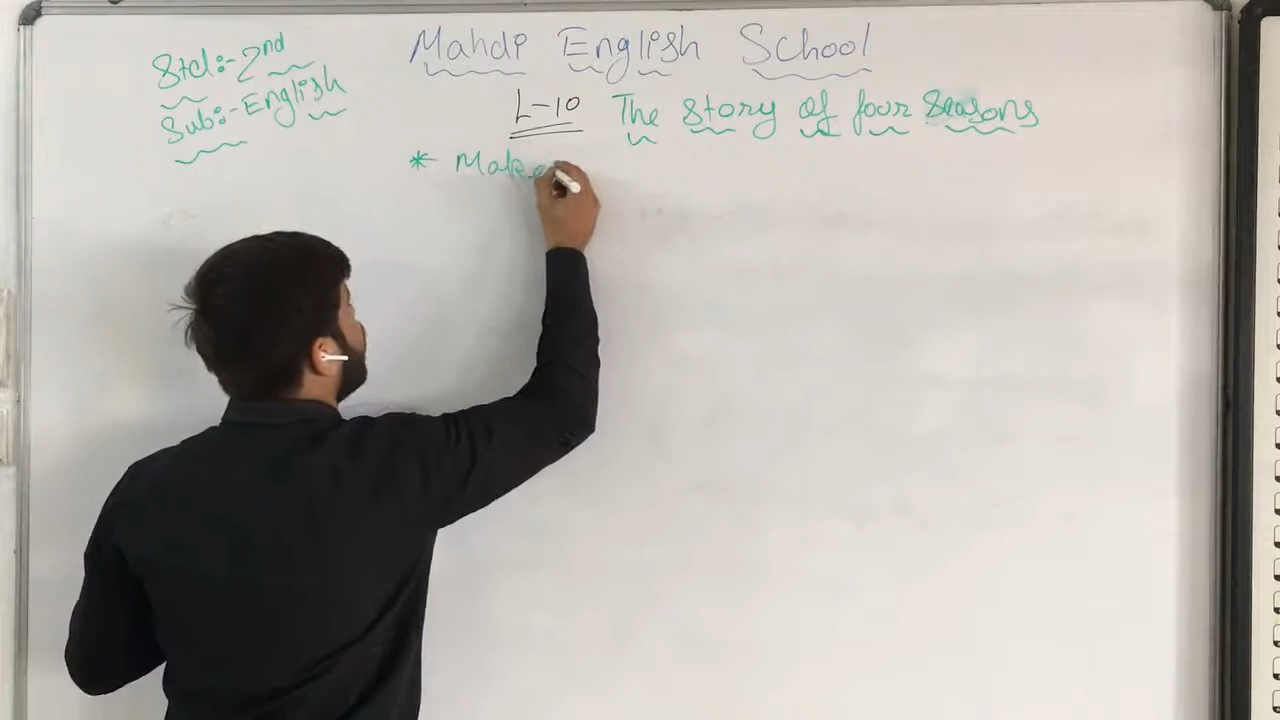 Mahdi English School
Std:-2nd
Sub:-English
L-10 The story of four seasons
* Make